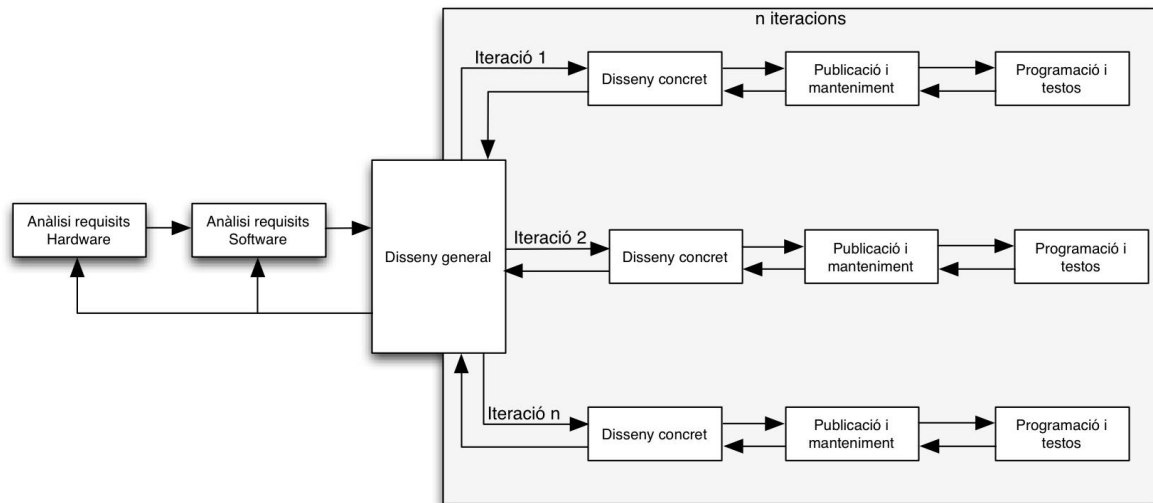 n iteracions
Iteració 1
Disseny concret
Publicació i
manteniment
Programació i
testos
Anàlisi requisits
Hardware
Anàlisi requisits
Software
Disseny general
Iteració 2
Disseny concret
Publicació i
manteniment
Programació i
testos
Iteració n
Disseny concret
Publicació i
manteniment
Programació i
testos